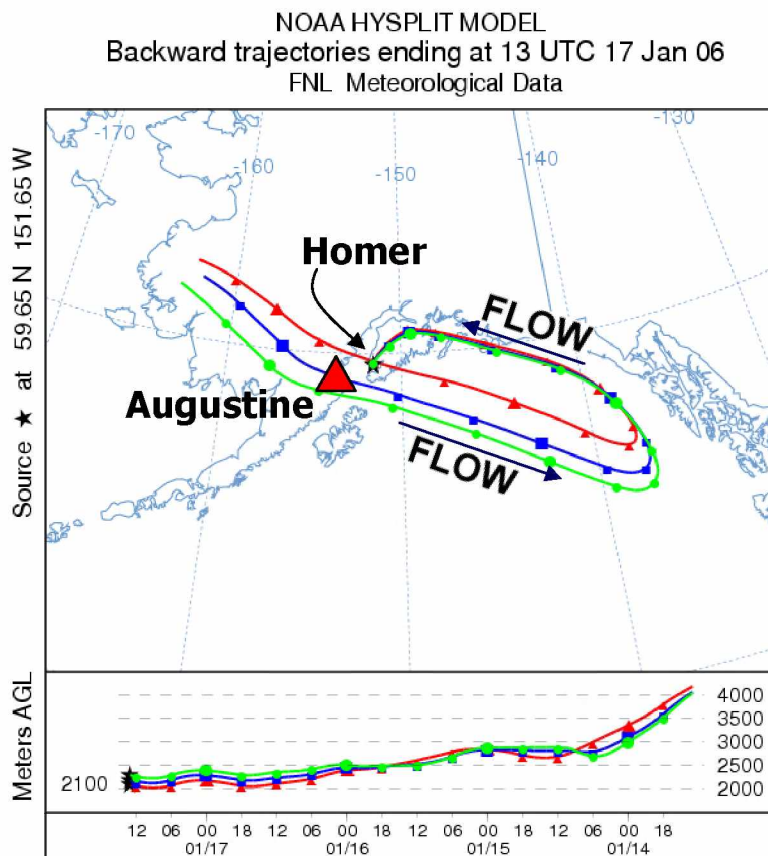 NOAA HYSPLIT MODEL
Backward trajectories ending at 13 UTC 17 Jan 06
FNL Meteorological Data
Source ★ at 59.65 N 151.65 W
-170
-160
-150
-140
-130
Homer
FLOW
Augustine
FLOW
Meters AGL
2100
4000
3500
3000
2500
2000
12 06 00 18 12 06 00 18 12 06 00 18 12 06 00 18
01/17 01/16 01/15 01/14